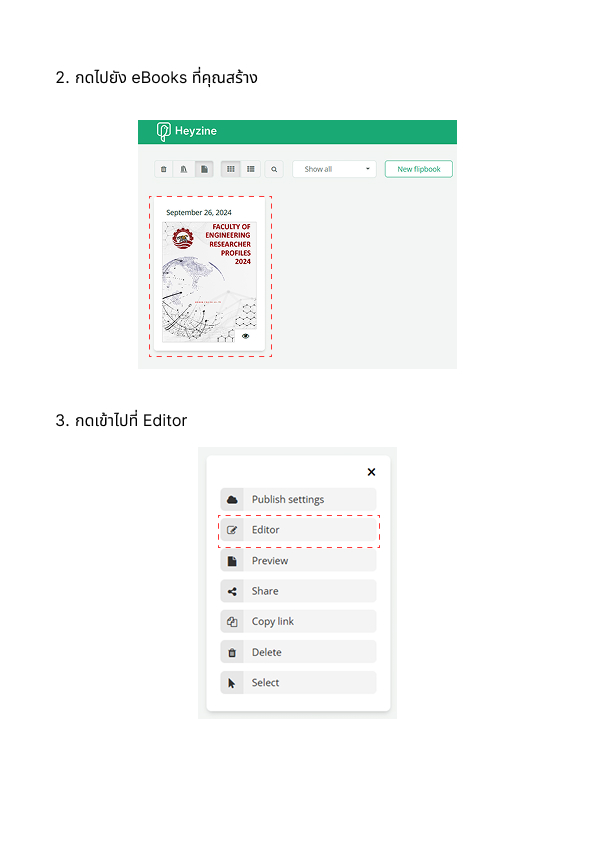 2. กดไปยัง eBooks ที่คุณสร้าง
Heyzine
Show all
New flipbook
September 26, 2024
FACULTY OF
ENGINEERING
RESEARCHER
PROFILES
2024
3. กดเข้าไปที่ Editor
Publish settings
Editor
Preview
Share
Copy link
Delete
Select